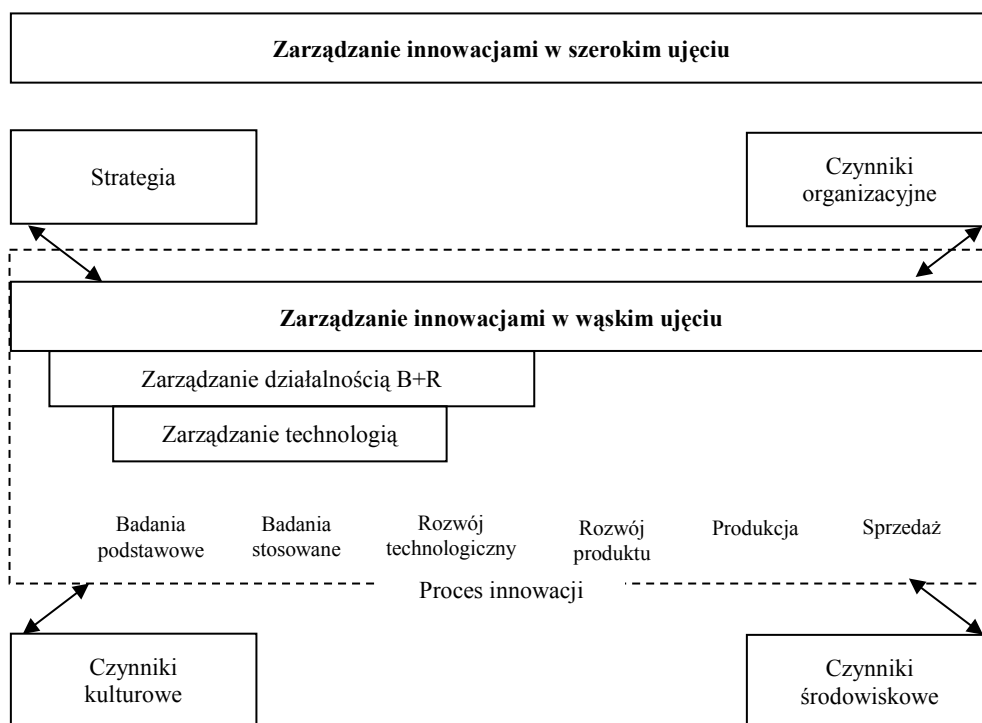 Zarządzanie innowacjami w szerokim ujęciu
Strategia
Czynniki
organizacyjne
Zarządzanie innowacjami w wąskim ujęciu
Zarządzanie działalnością B+R
Zarządzanie technologią
Badania
podstawowe
Badania
stosowane
Rozwój
technologiczny
Rozwój
produktu
Produkcja
Sprzedaż
Proces innowacji
Czynniki
kulturowe
Czynniki
środowiskowe